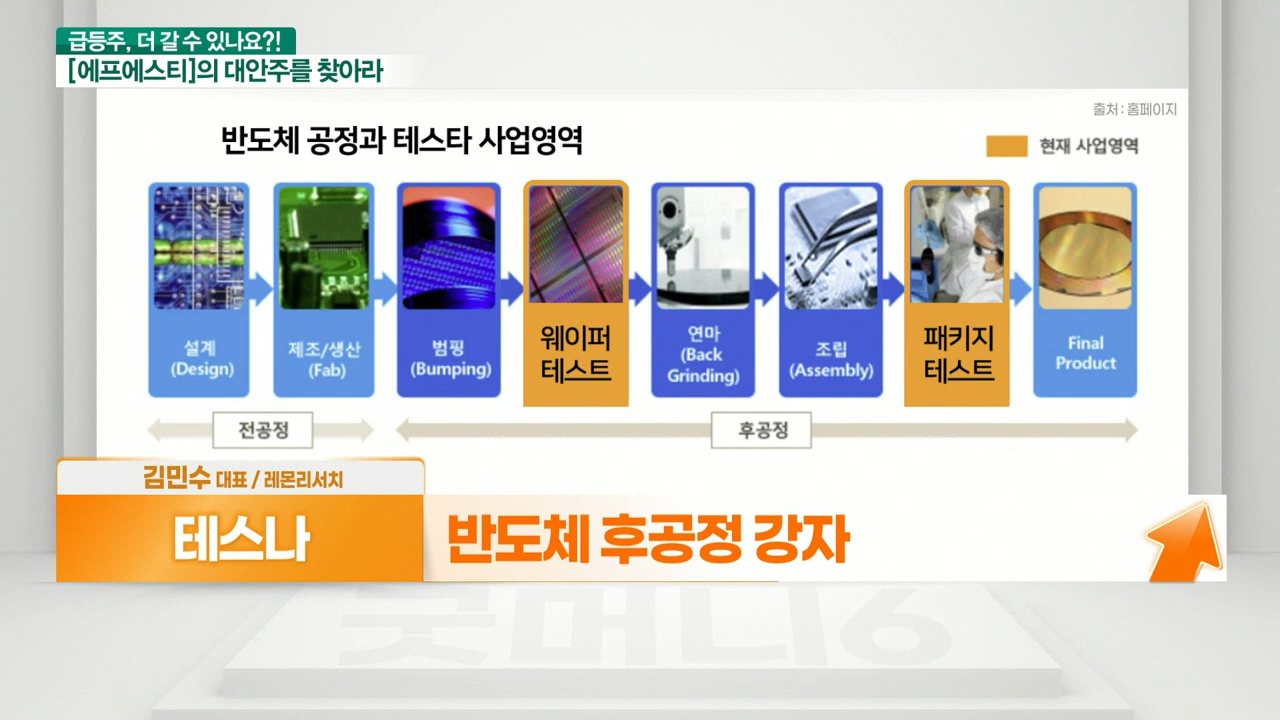 급등주, 더 갈 수 있나요?!
[에프에스티]의 대안주를 찾아라
출처 : 홈페이지
반도체 공정과 테스타 사업영역
현재 사업영역
설계
(Design)
제조/생산
(Fab)
범핑
(Bumping)
웨이퍼
테스트
연마
(Back
Grinding)
조립
(Assembly)
패키지
테스트
Final
Product
전공정
후공정
김민수 대표 / 레몬리서치
테스나
반도체 후공정 강자
굿머니6